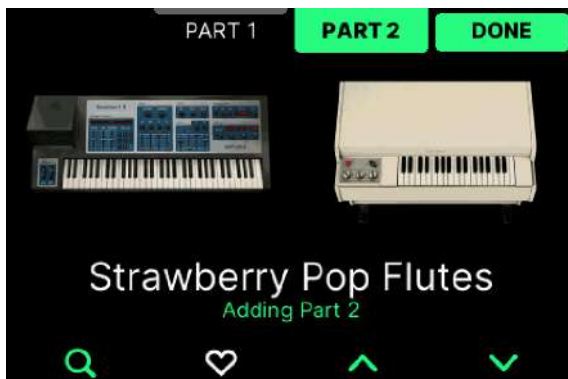 PART 1
PART 2
DONE
Strawberry Pop Flutes
Adding Part 2